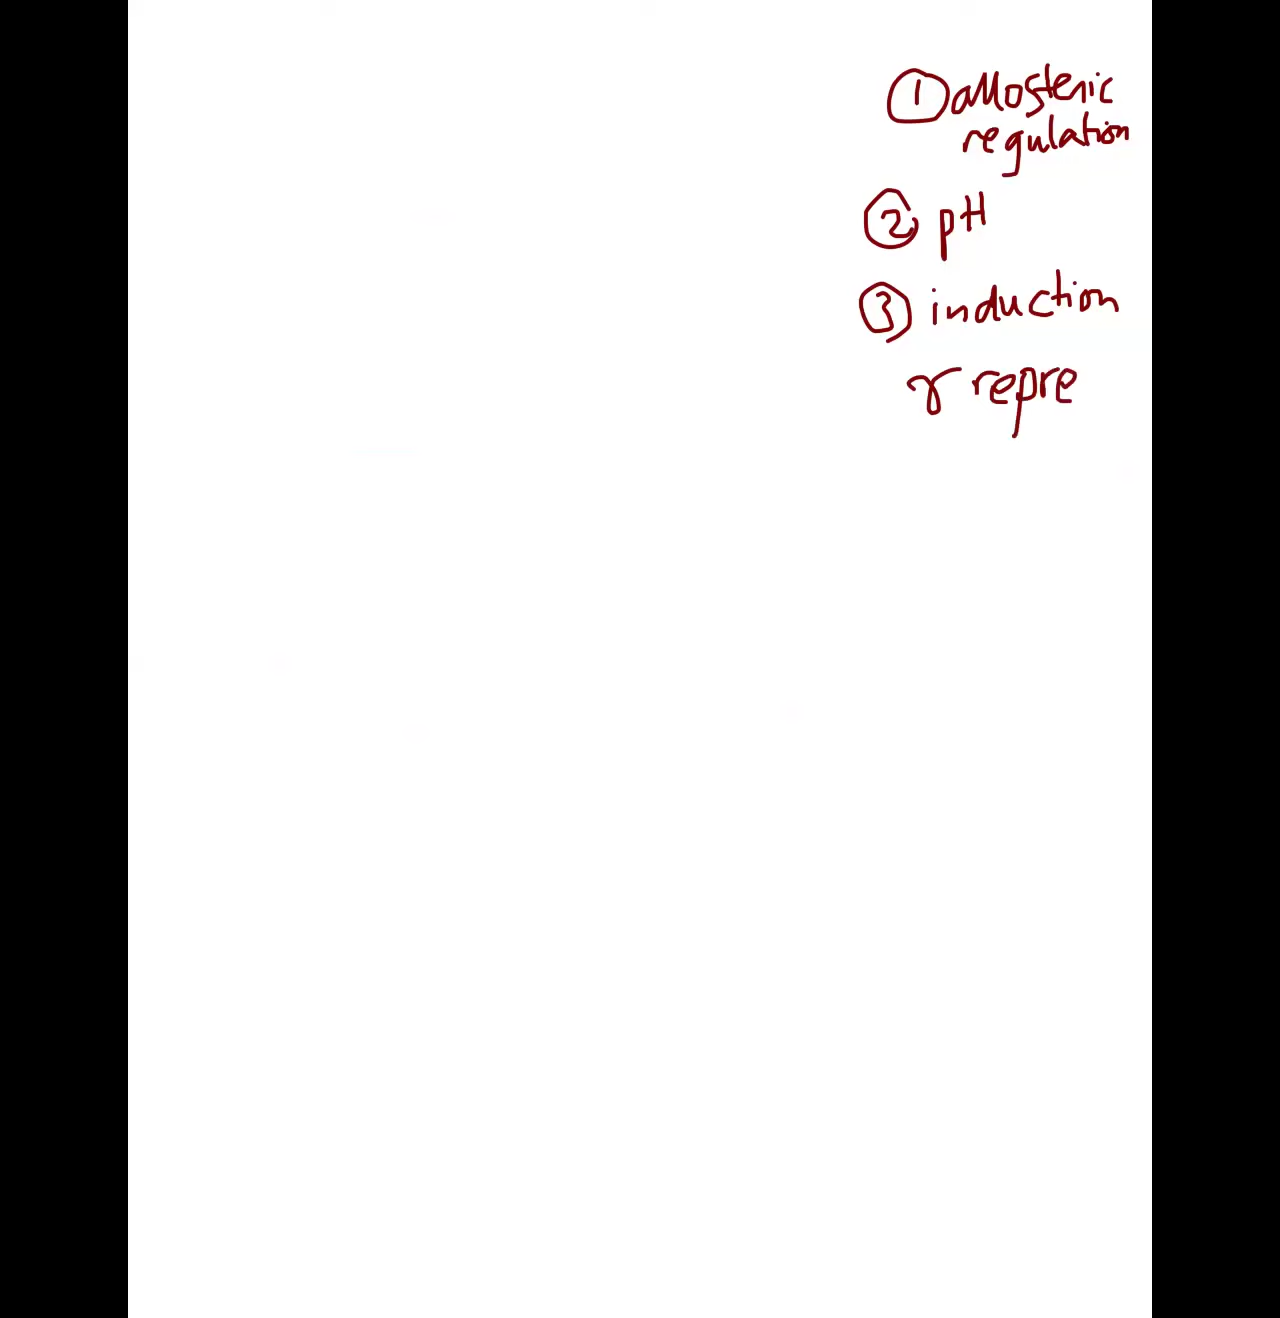 ① allosteric
regulation
② pH
③ induction
repre